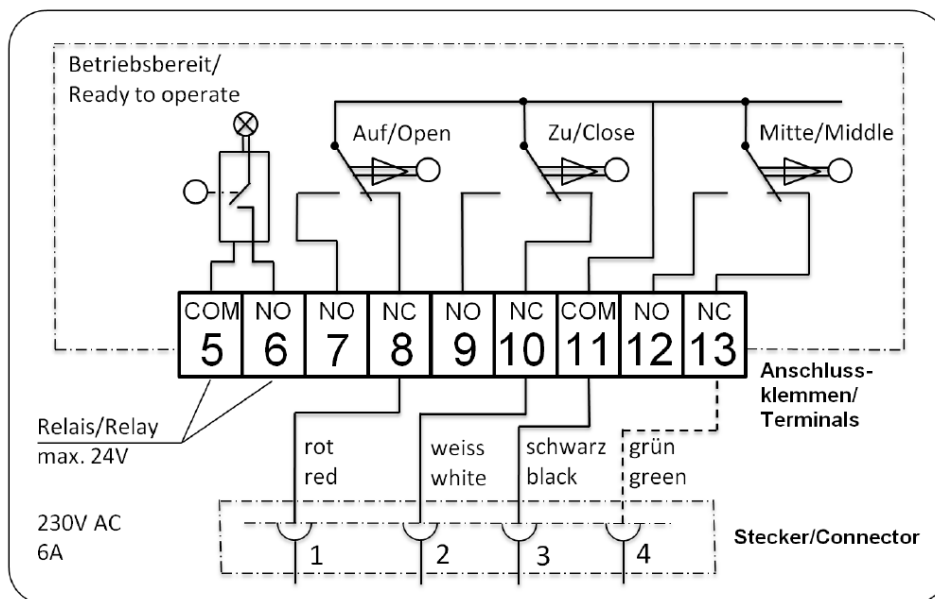 Betriebsbereit/
Ready to operate
Auf/Open
Zu/Close
Mitte/Middle
COM NO NO NC NO NC COM NO NC
5 6 7 8 9 10 11 12 13
Anschluss-
klemmen/
Terminals
Relais/Relay
max. 24V
rot
red
weiss
white
schwarz
black
grün
green
230V AC
6A
1 2 3 4
Stecker/Connector